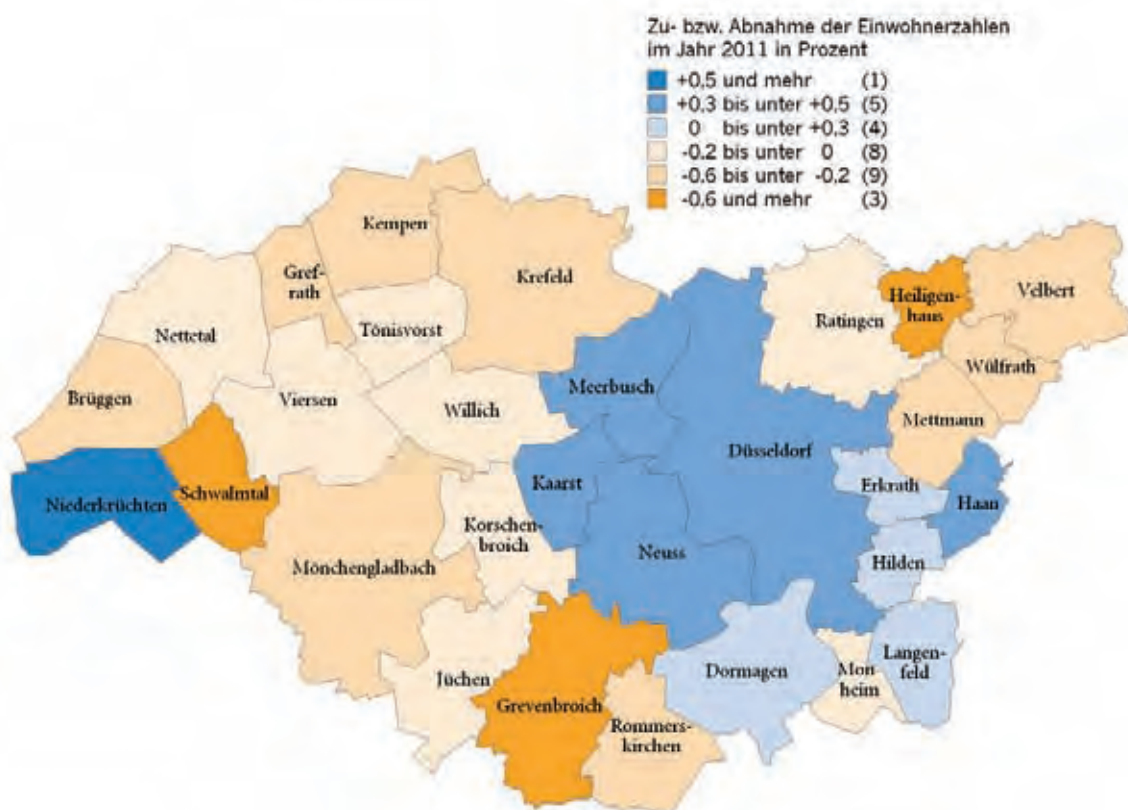 Zu- bzw. Abnahme der Einwohnerzahlen
im Jahr 2011 in Prozent
+0,5 und mehr (1)
+0,3 bis unter +0,5 (5)
0 bis unter +0,3 (4)
-0.2 bis unter 0 (8)
-0.6 bis unter -0.2 (9)
-0.6 und mehr (3)
Kempen
Gref-
rath
Krefeld
Nettetal
Tönisvorst
Ratingen
Heiligen-
haus
Velbert
Wülfrath
Brüggen
Viersen
Willich
Meerbusch
Mettmann
Düsseldorf
Niederkrüchten
Schwalmtal
Kaarst
Erkrath
Haan
Korschen-
broich
Mönchengladbach
Neuss
Hilden
Jüchen
Dormagen
Mon
heim
Langen-
feld
Grevenbroich
Rommers-
kirchen